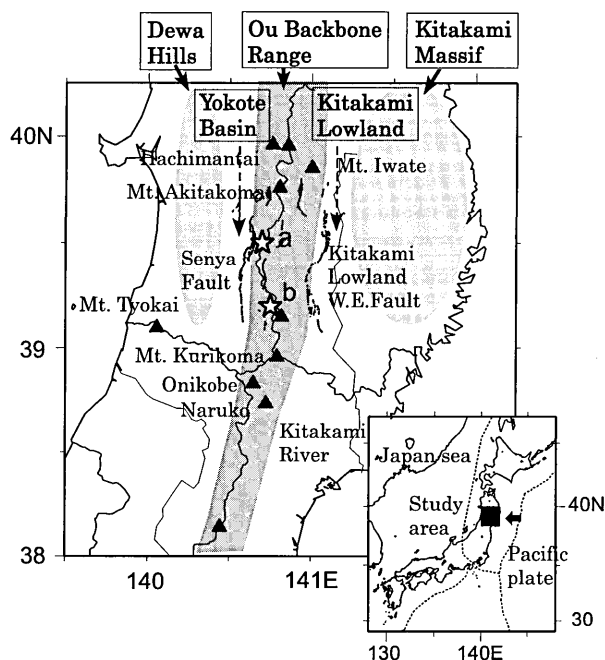 Dewa
Hills
Ou Backbone
Range
Kitakami
Massif
Yokote
Basin
Kitakami
Lowland
40N
Hachimantai
Mt. Iwate
Mt. Akitakoma
a
Senya
Fault
Kitakami
Lowland
W.E.Fault
b
Mt. Tyokai
39
Mt. Kurikoma
Onikobe
Naruko
Kitakami
River
38
140
141E
Japan sea
Study
area
40N
Pacific
plate
30
130
140E